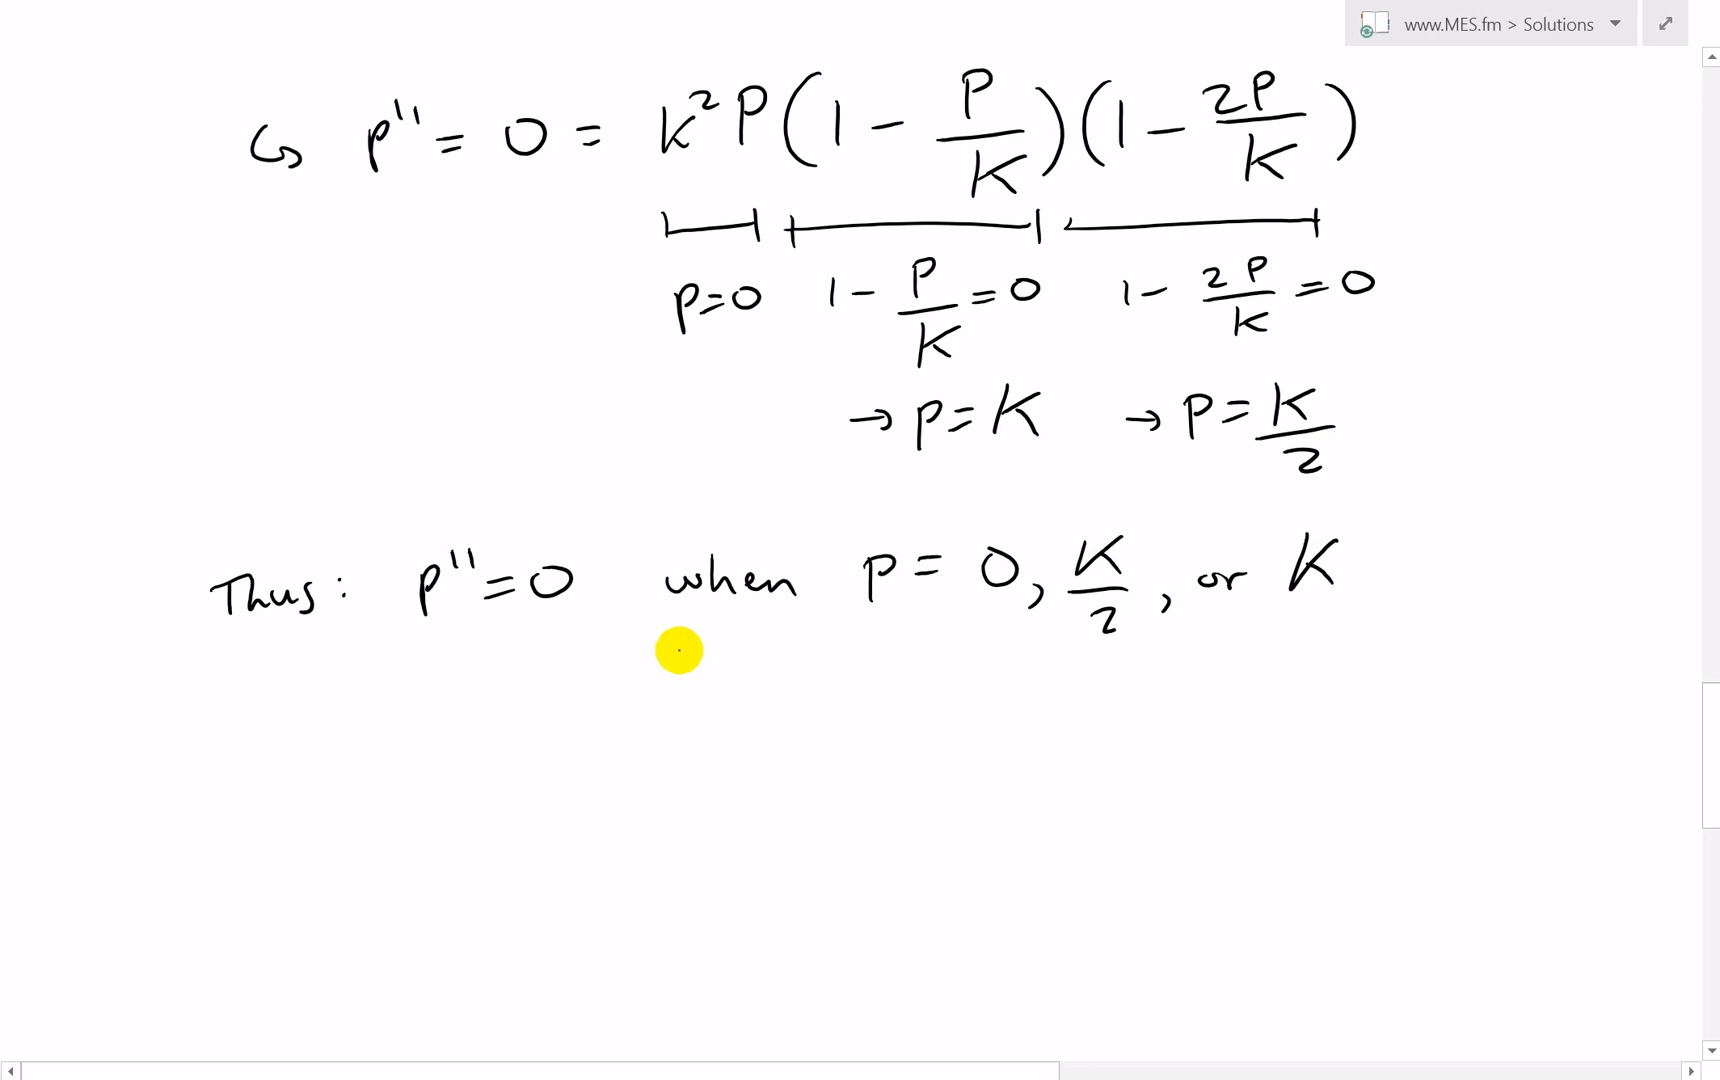 www.MES.fm > Solutions
↳ P'' = 0 = k²P(1 - P/K)(1 - 2P/K)
P=0 1 - P/K = 0 1 - 2P/K = 0
→ P = K → P = K/2
Thus: P'' = 0 when P = 0, K/2, or K